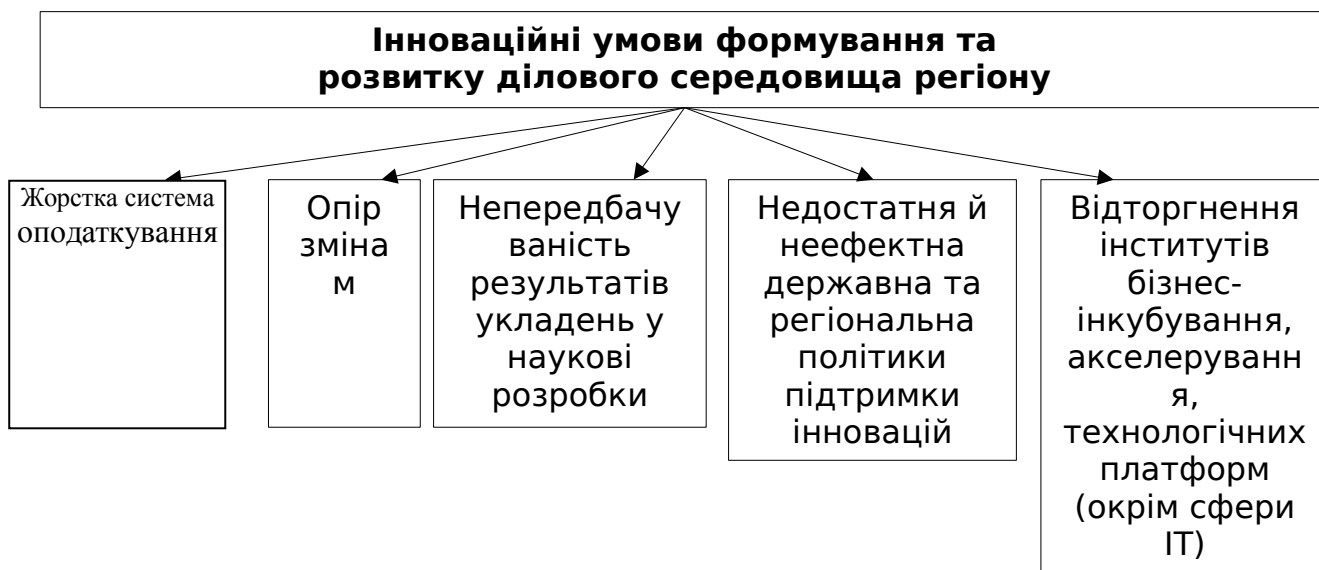 Інноваційні умови формування та
розвитку ділового середовища регіону
Жорстка система
оподаткування
Опір
зміна
м
Непередбачу
ваність
результатів
укладень у
наукові
розробки
Недостатня й
неефектна
державна та
регіональна
політики
підтримки
інновацій
Відторгнення
інститутів
бізнес-
інкубування,
акселеруванн
я,
технологічних
платформ
(окрім сфери
ІТ)